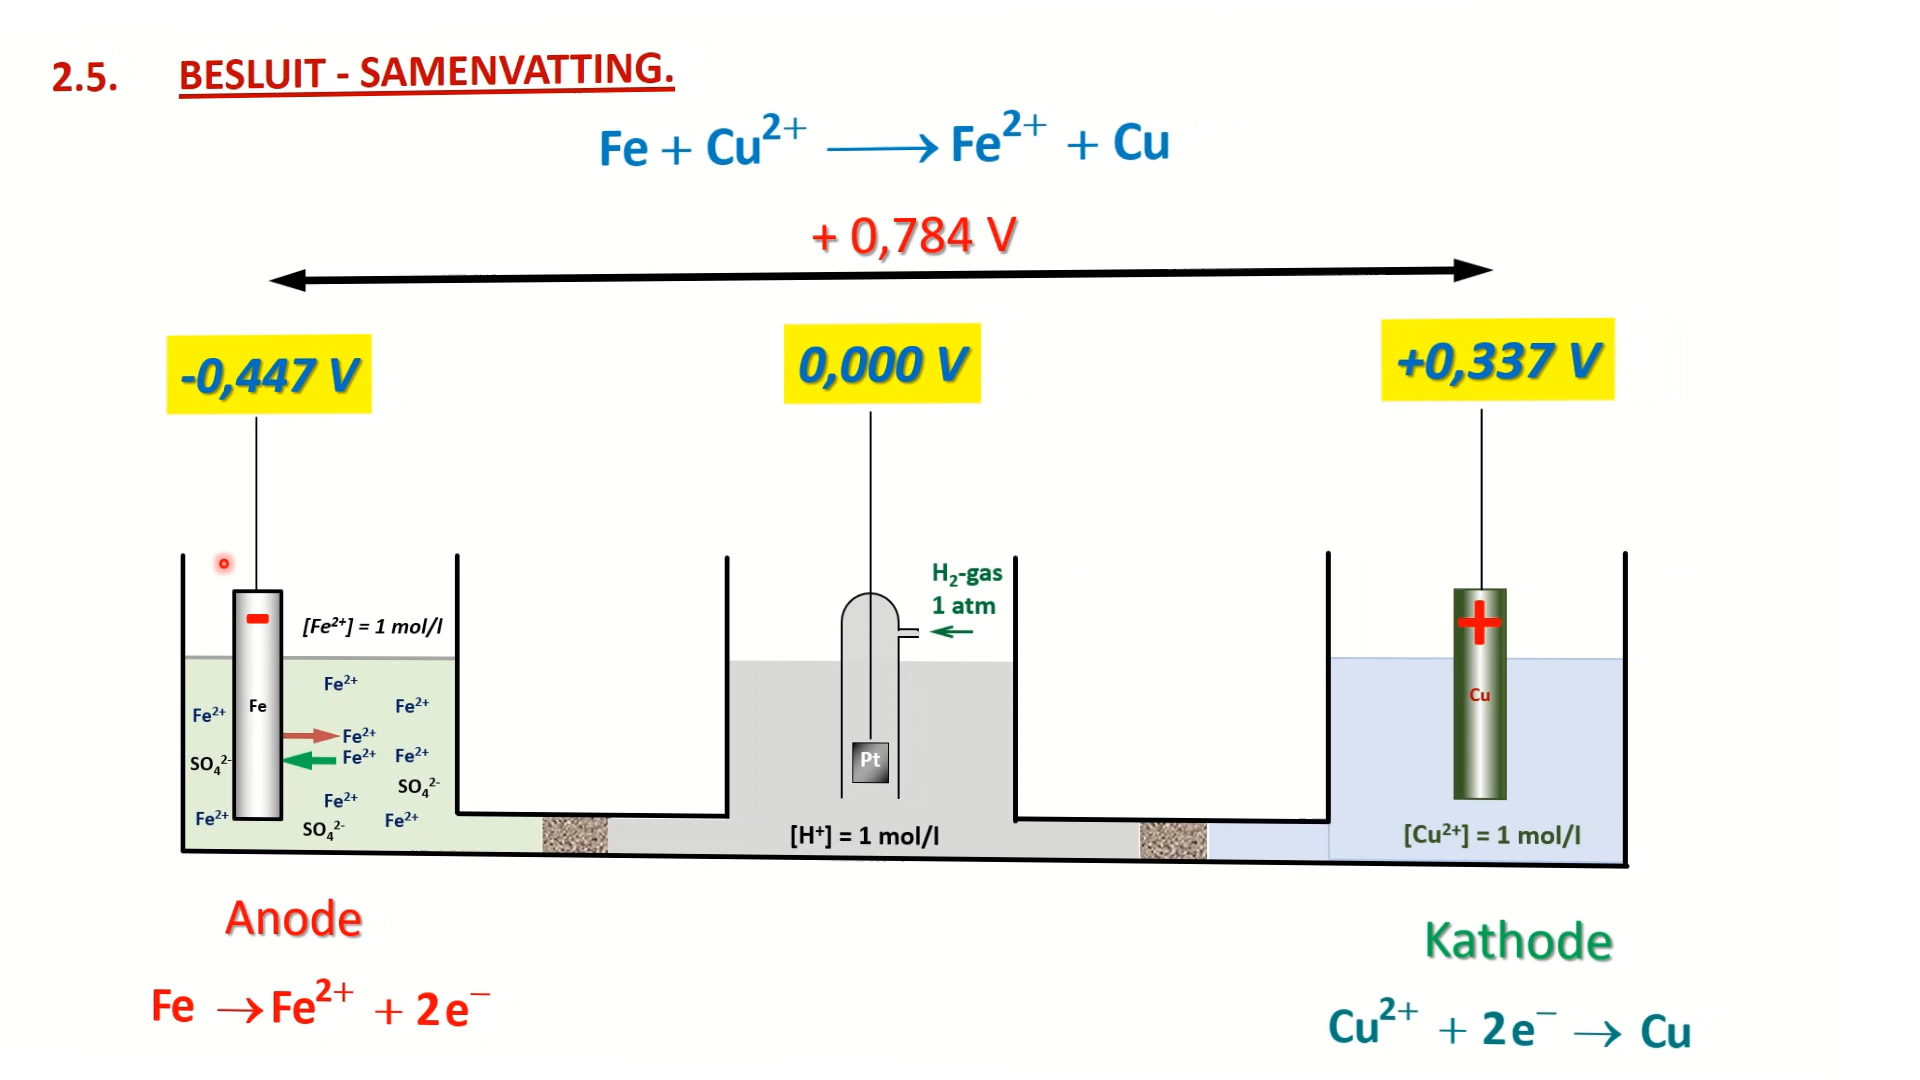 2.5. BESLUIT - SAMENVATTING.
Fe + Cu²⁺ ⟶ Fe²⁺ + Cu
+ 0,784 V
-0,447 V
0,000 V
+0,337 V
H₂-gas
1 atm
[Fe²⁺] = 1 mol/l
-
+
Fe
Cu
Fe²⁺
Fe²⁺
Fe²⁺
Fe²⁺
Fe²⁺
Fe²⁺
SO₄²⁻
SO₄²⁻
Fe²⁺
Fe²⁺
Fe²⁺
SO₄²⁻
Pt
[H⁺] = 1 mol/l
[Cu²⁺] = 1 mol/l
Anode
Kathode
Fe → Fe²⁺ + 2e⁻
Cu²⁺ + 2e⁻ → Cu